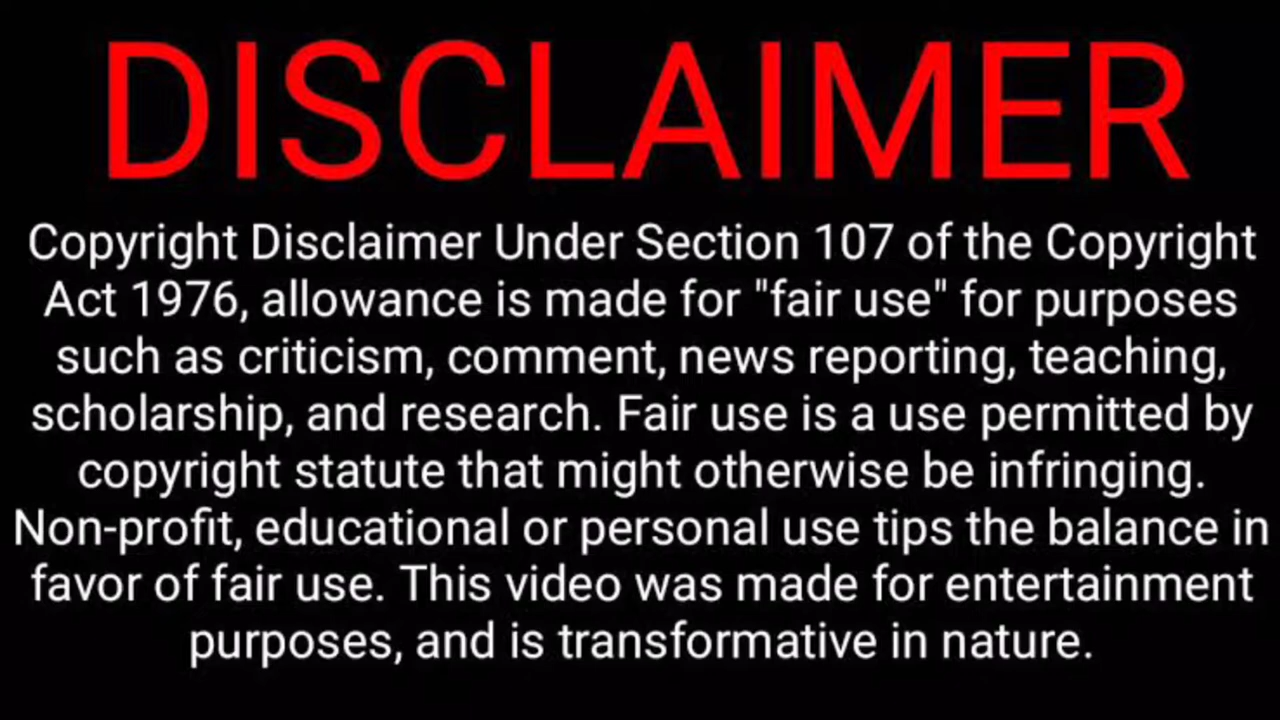 DISCLAIMER
Copyright Disclaimer Under Section 107 of the Copyright
Act 1976, allowance is made for "fair use" for purposes
such as criticism, comment, news reporting, teaching,
scholarship, and research. Fair use is a use permitted by
copyright statute that might otherwise be infringing.
Non-profit, educational or personal use tips the balance in
favor of fair use. This video was made for entertainment
purposes, and is transformative in nature.